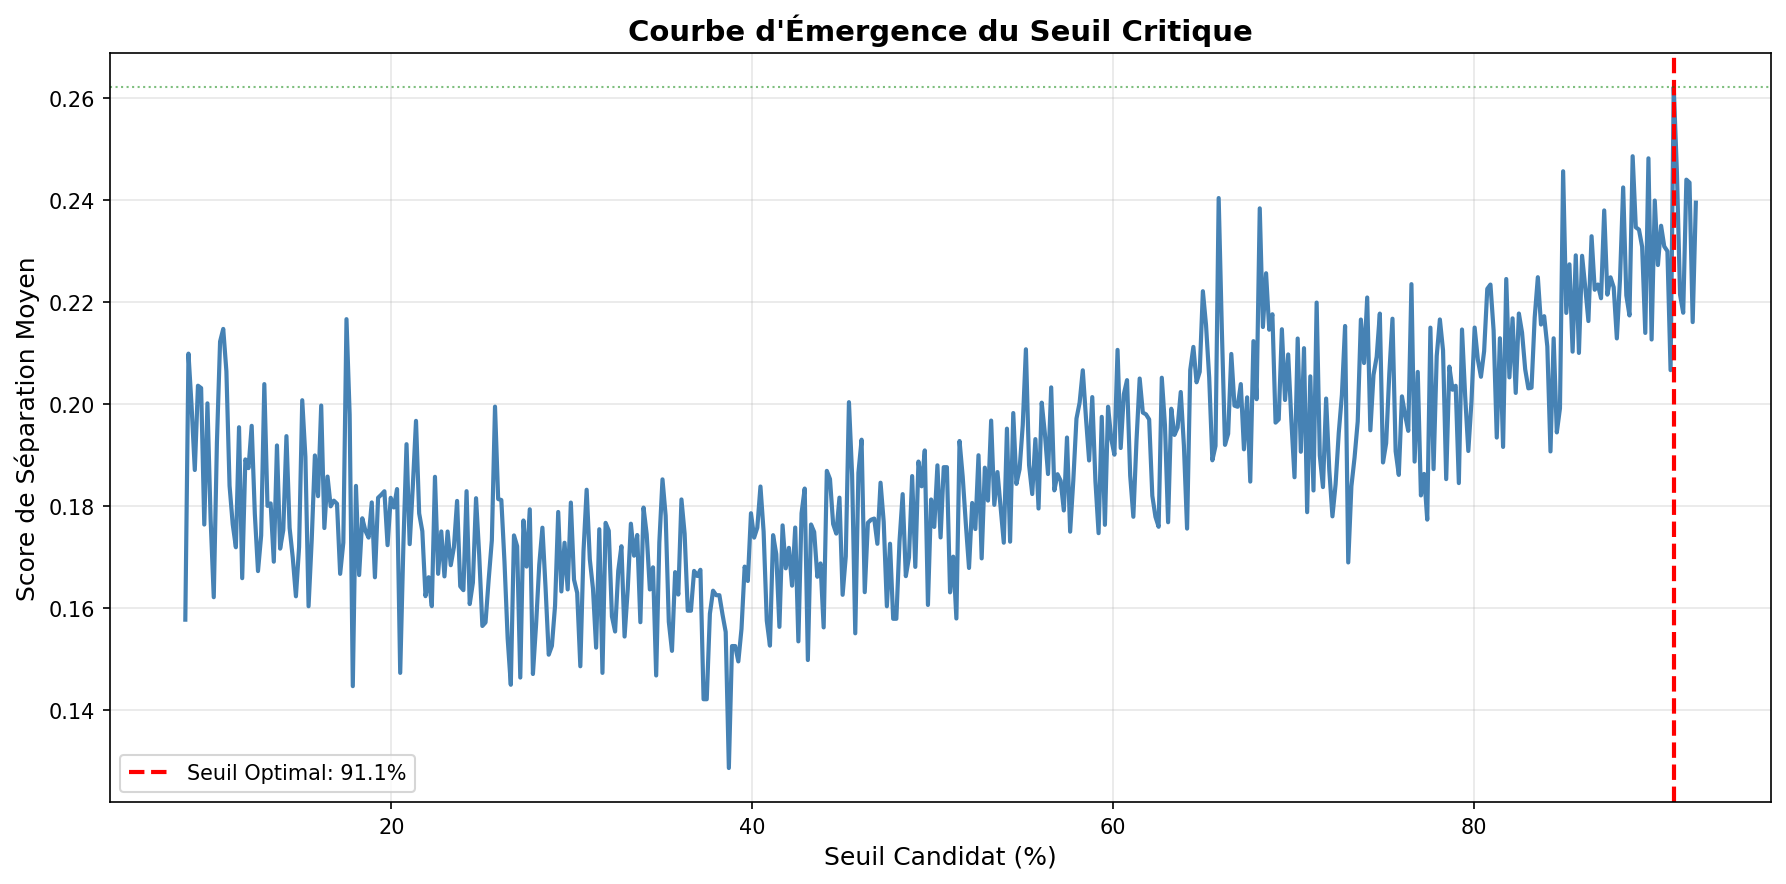 Courbe d'Émergence du Seuil Critique
Score de Séparation Moyen
0.26
0.24
0.22
0.20
0.18
0.16
0.14
Seuil Optimal: 91.1%
20
40
60
80
Seuil Candidat (%)